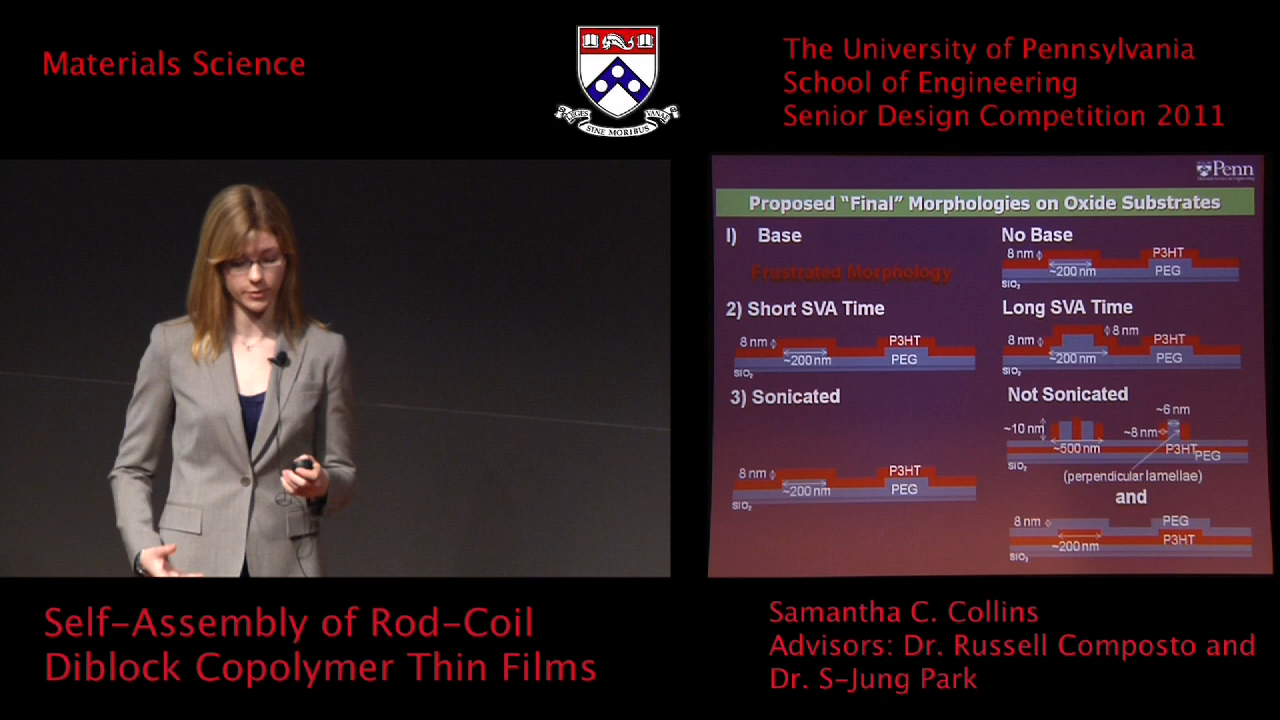 Materials Science
The University of Pennsylvania
School of Engineering
Senior Design Competition 2011
SINE MORIBUS
Penn
Proposed “Final” Morphologies on Oxide Substrates
I) Base
Frustrated Morphology
No Base
8 nm
P3HT
~200 nm
PEG
SiO₂
2) Short SVA Time
8 nm
P3HT
~200 nm
PEG
SiO₂
Long SVA Time
8 nm
8 nm
P3HT
~200 nm
PEG
SiO₂
3) Sonicated
8 nm
P3HT
~200 nm
PEG
SiO₂
Not Sonicated
~6 nm
~10 nm
~8 nm
~500 nm
P3HT
PEG
SiO₂
(perpendicular lamellae)
and
8 nm
PEG
~200 nm
P3HT
SiO₂
Self-Assembly of Rod-Coil
Diblock Copolymer Thin Films
Samantha C. Collins
Advisors: Dr. Russell Composto and
Dr. S-Jung Park